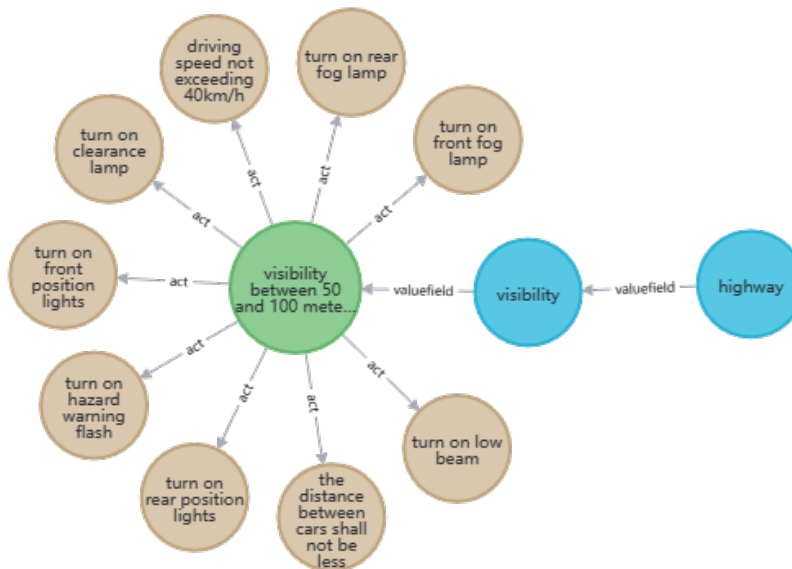 driving
speed not
exceeding
40km/h
turn on rear
fog lamp
turn on
front fog
lamp
turn on
clearance
lamp
act
act
act
act
turn on
front
position
lights
act
visibility
between 50
and 100 mete...
valuefield
visibility
valuefield
highway
turn on
hazard
warning
flash
act
act
act
act
turn on
rear position
lights
the
distance
between
cars shall
not be
less
turn on low
beam